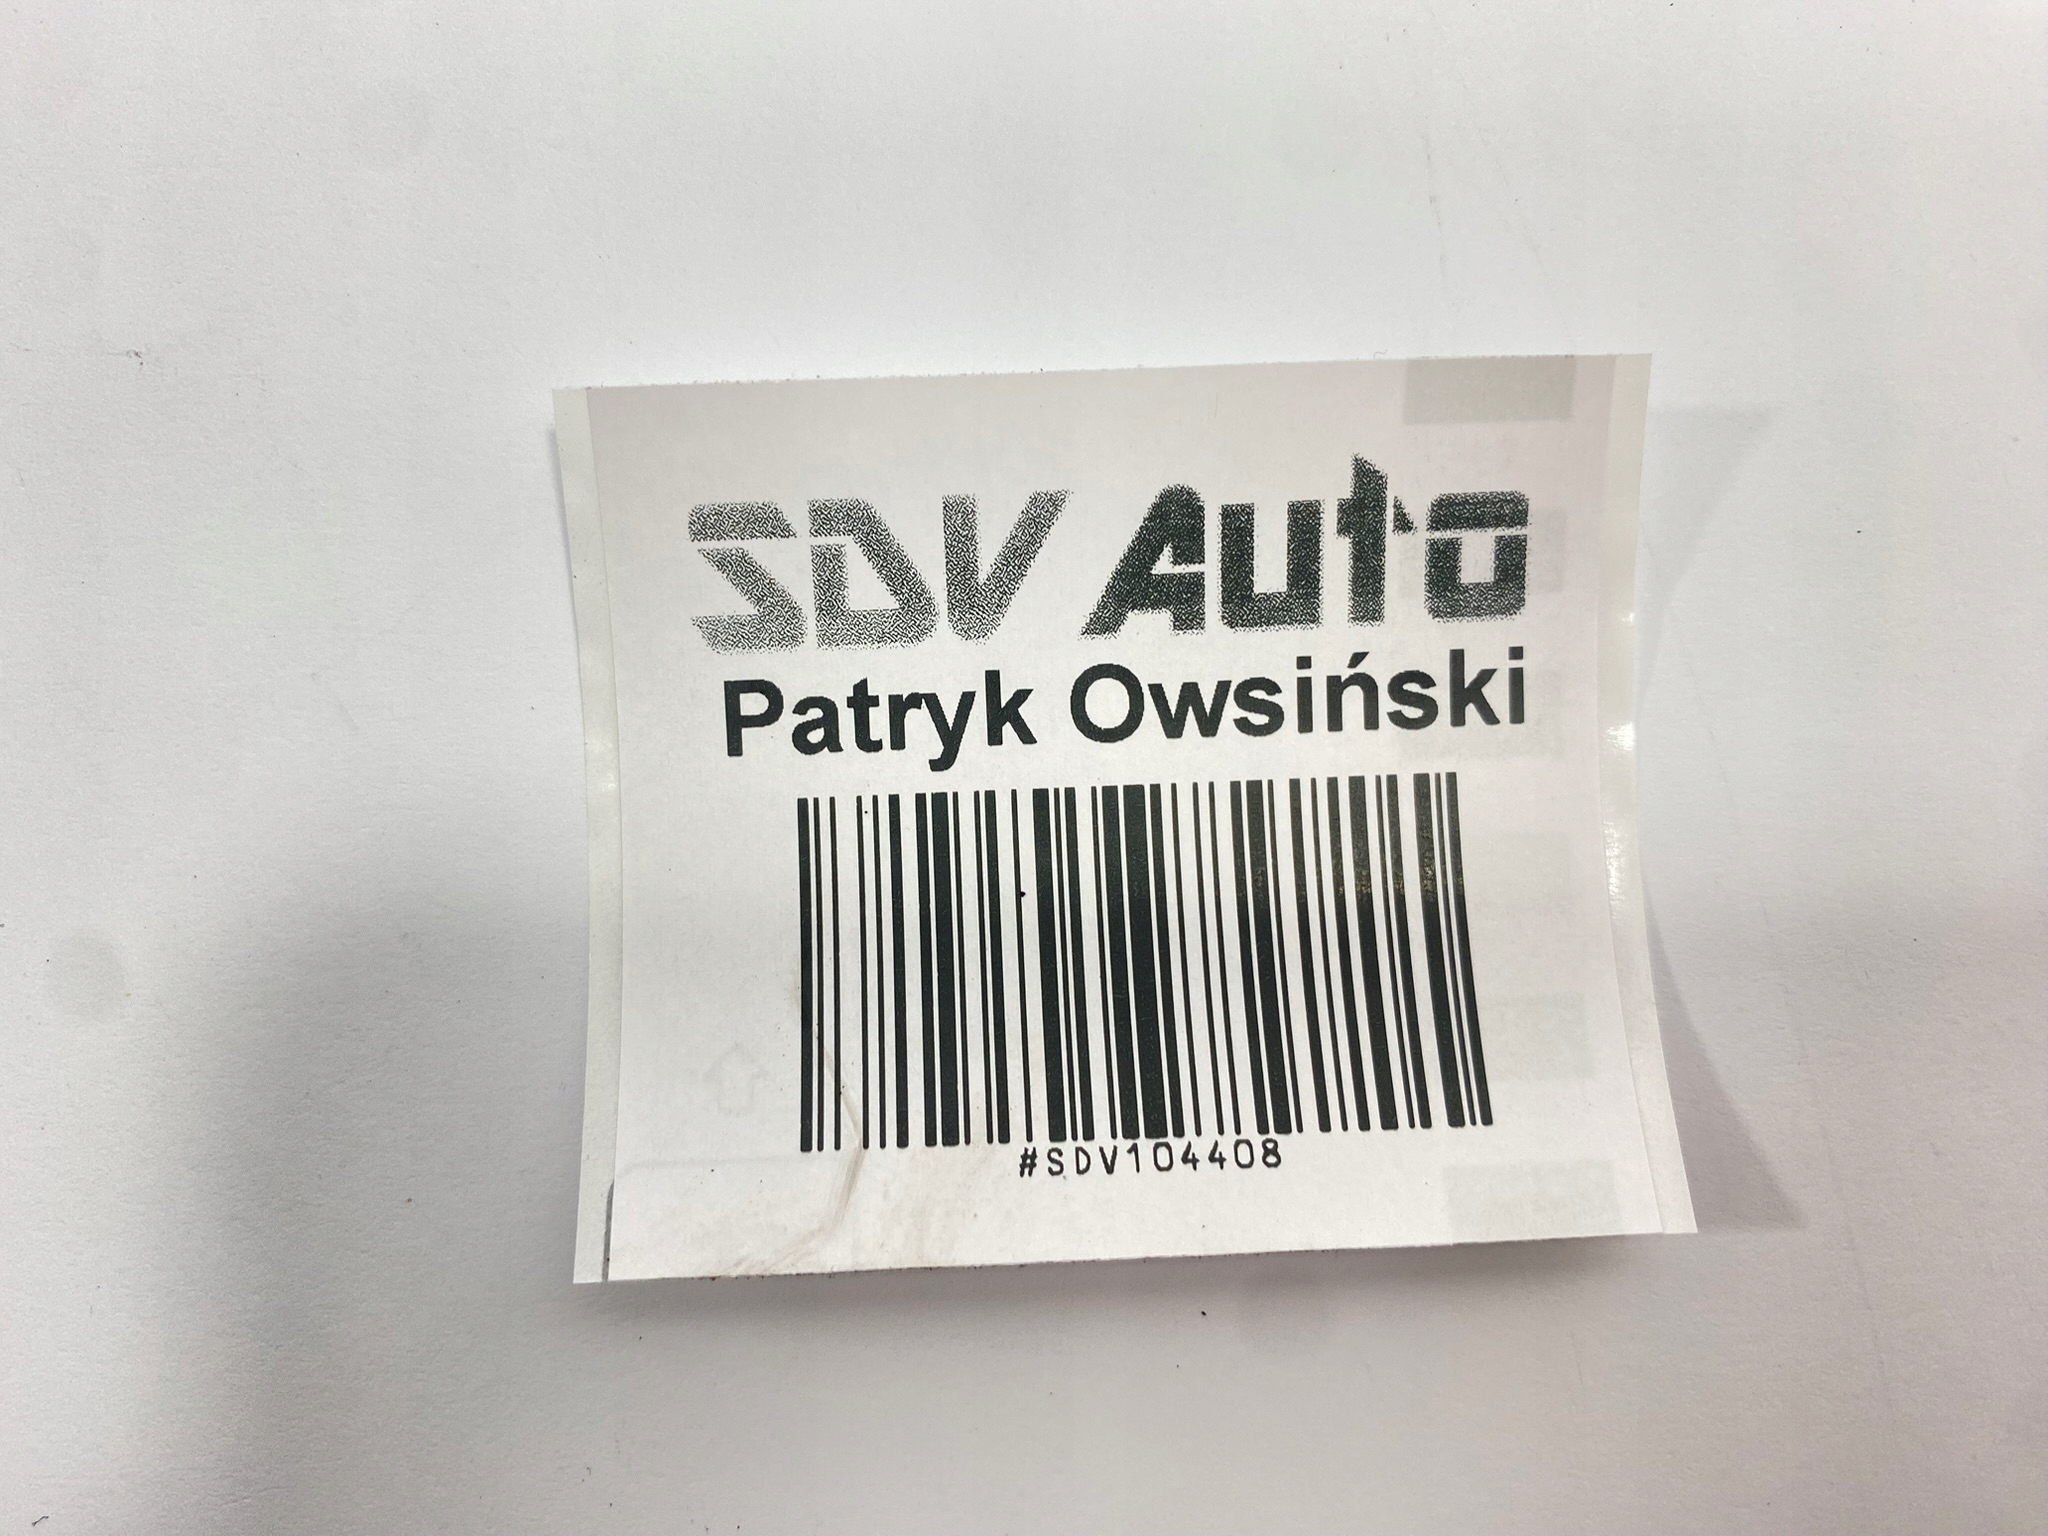 SDV Auto
Patryk Owsiński
#SDV104408